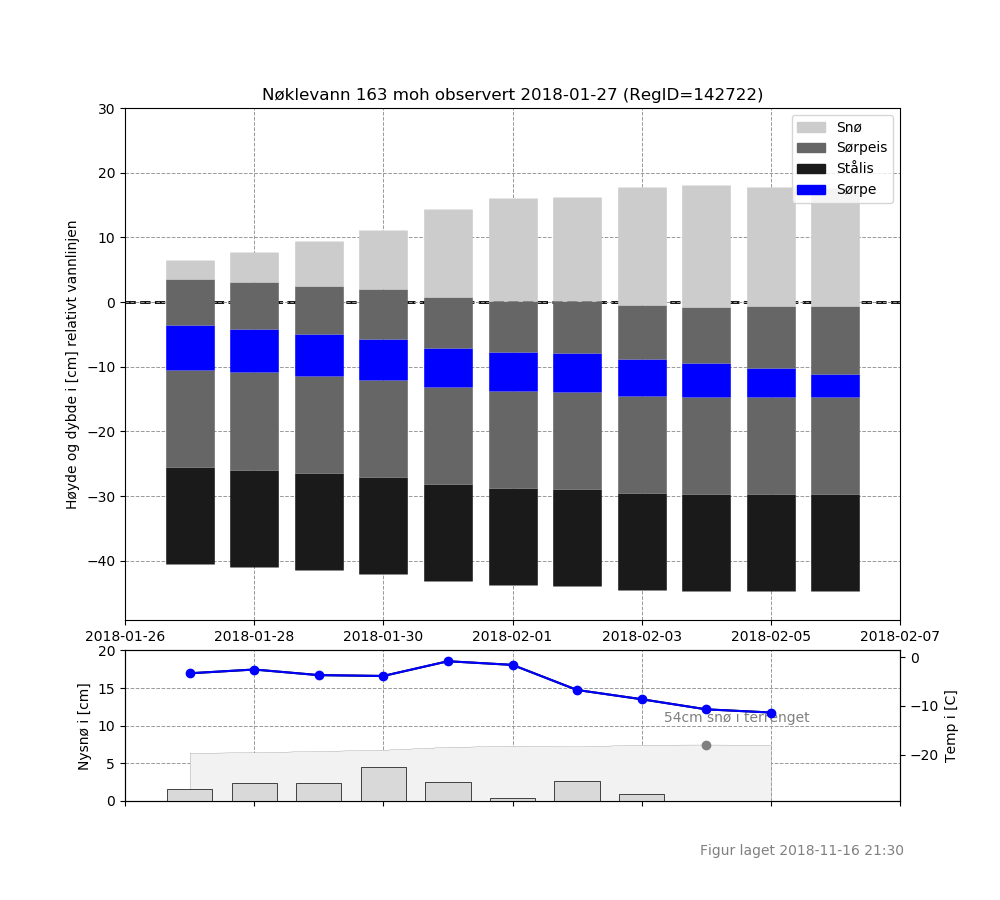 Nøklevann 163 moh observert 2018-01-27 (RegID=142722)
Høyde og dybde i [cm] relativt vannlinjen
30
20
10
0
−10
−20
−30
−40
Snø
Sørpeis
Stålis
Sørpe
2018-01-26
2018-01-28
2018-01-30
2018-02-01
2018-02-03
2018-02-05
2018-02-07
Nysnø i [cm]
20
15
10
5
0
54cm snø i terrenget
0
−10
−20
Temp i [C]
Figur laget 2018-11-16 21:30